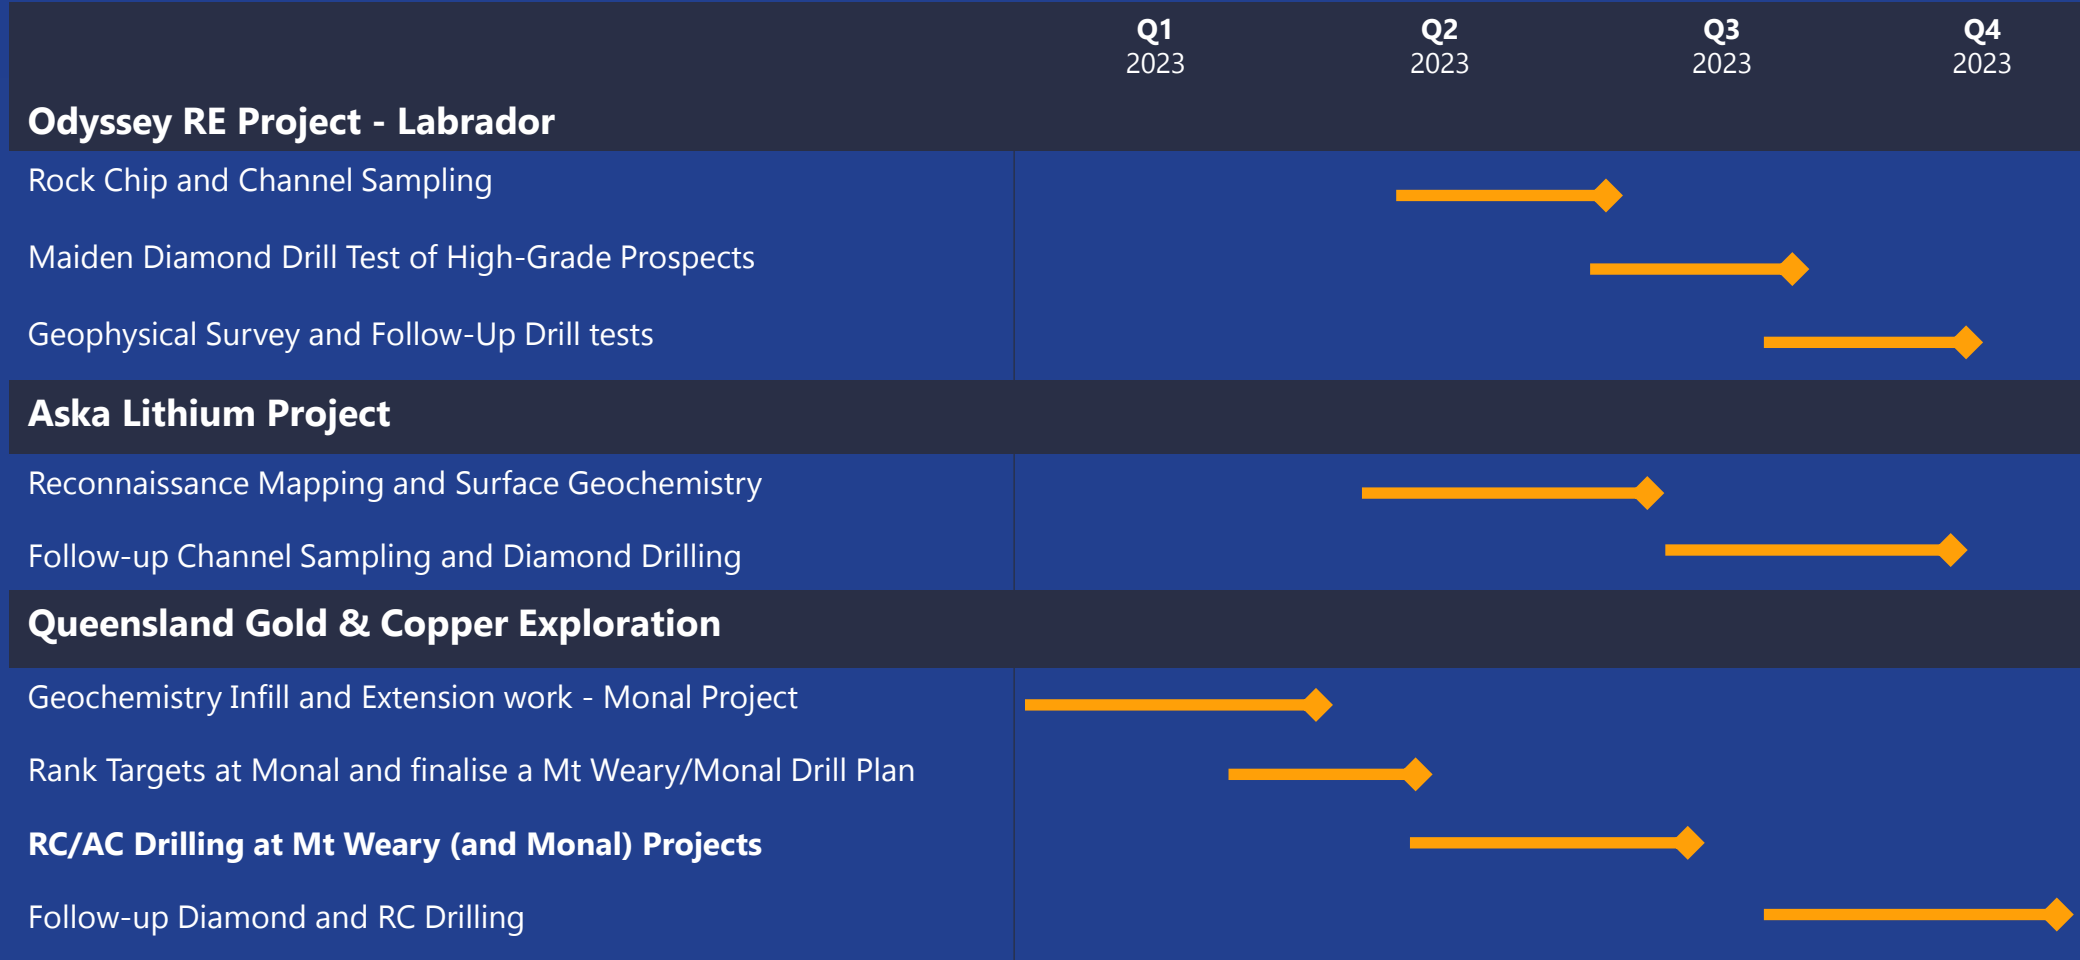 Q1 Q2 Q3 Q4
2023 2023 2023 2023
Odyssey RE Project - Labrador
Rock Chip and Channel Sampling
Maiden Diamond Drill Test of High-Grade Prospects
Geophysical Survey and Follow-Up Drill tests
Aska Lithium Project
Reconnaissance Mapping and Surface Geochemistry
Follow-up Channel Sampling and Diamond Drilling
Queensland Gold & Copper Exploration
Geochemistry Infill and Extension work - Monal Project
Rank Targets at Monal and finalise a Mt Weary/Monal Drill Plan
RC/AC Drilling at Mt Weary (and Monal) Projects
Follow-up Diamond and RC Drilling